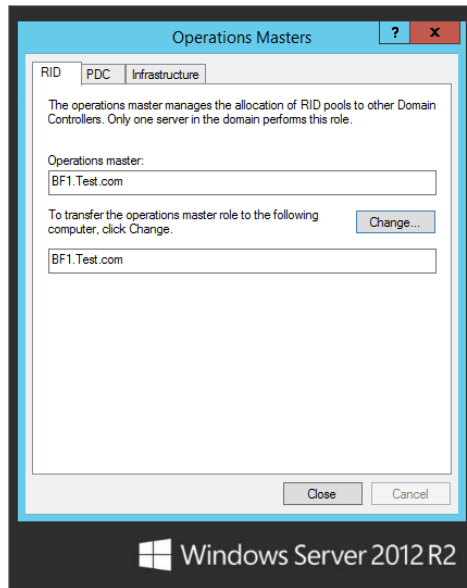 Operations Masters
? x
RID PDC Infrastructure
The operations master manages the allocation of RID pools to other Domain
Controllers. Only one server in the domain performs this role.
Operations master:
BF1.Test.com
To transfer the operations master role to the following
computer, click Change.
Change...
BF1.Test.com
Close Cancel
Windows Server 2012 R2